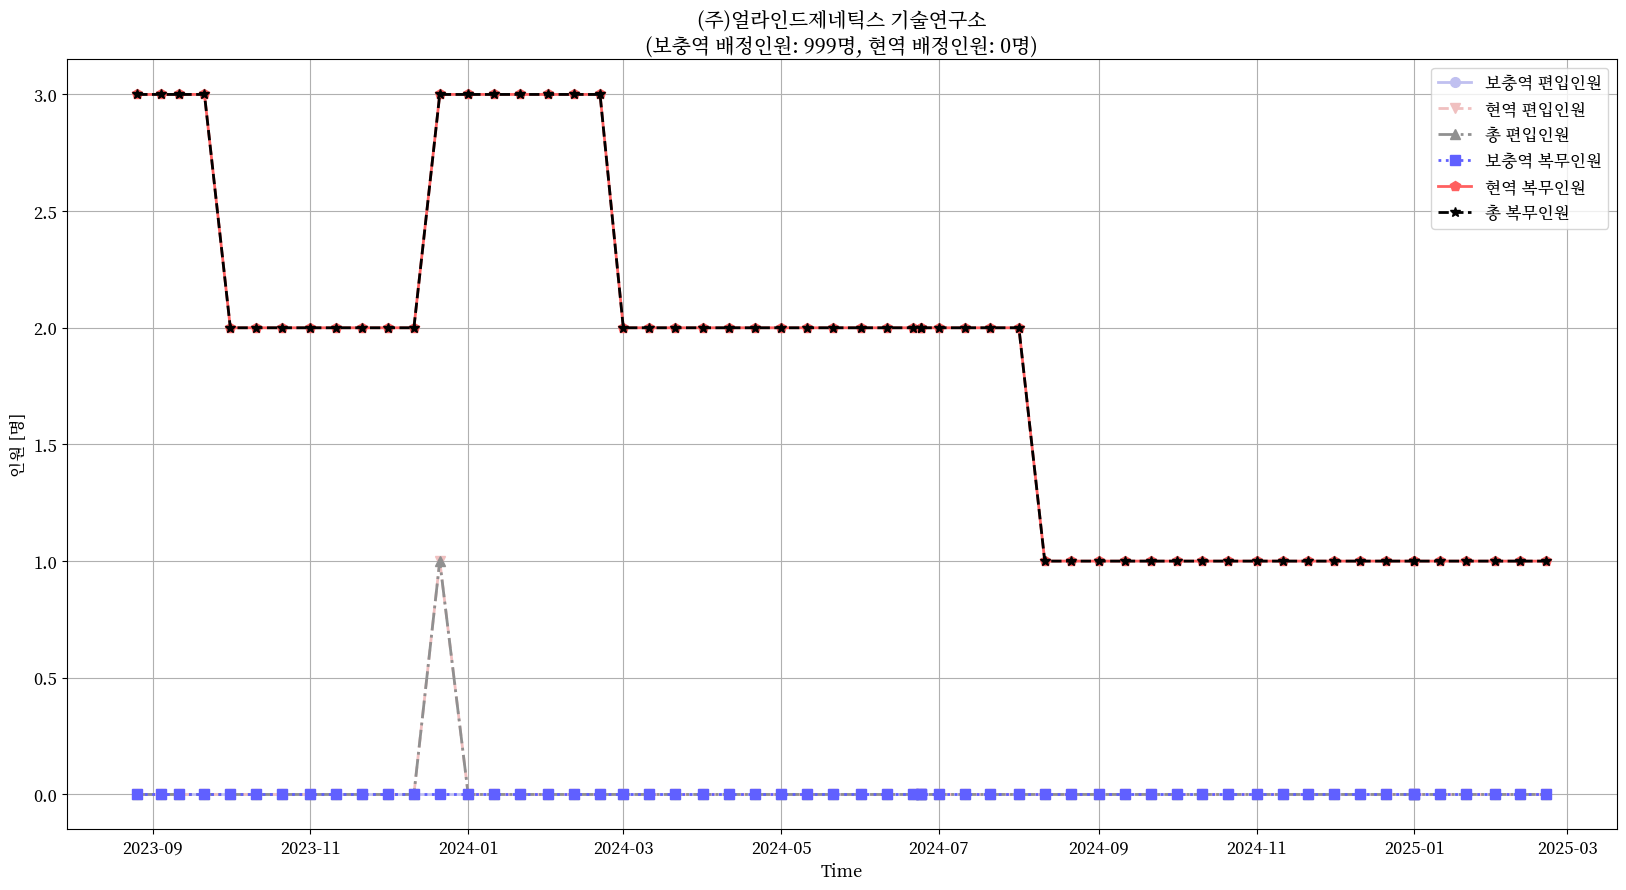 (주)얼라인드제네틱스 기술연구소
(보충역 배정인원: 999명, 현역 배정인원: 0명)
보충역 편입인원
현역 편입인원
총 편입인원
보충역 복무인원
현역 복무인원
총 복무인원
인원 [명]
3.0
2.5
2.0
1.5
1.0
0.5
0.0
2023-09 2023-11 2024-01 2024-03 2024-05 2024-07 2024-09 2024-11 2025-01 2025-03
Time